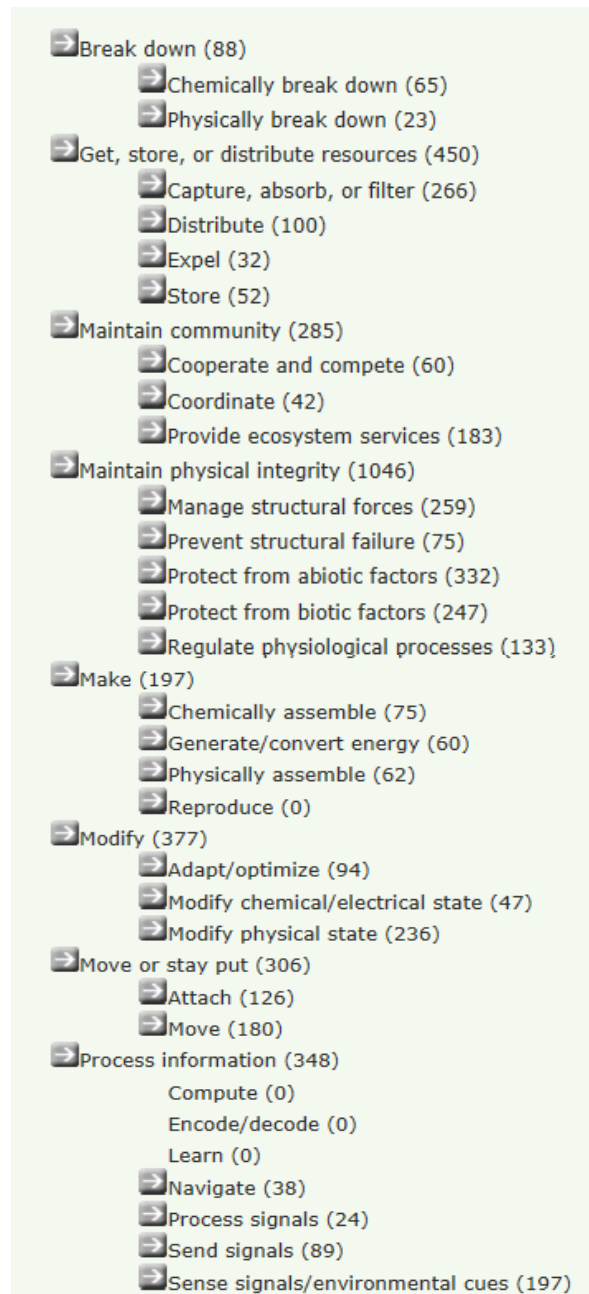 Break down (88)
Chemically break down (65)
Physically break down (23)
Get, store, or distribute resources (450)
Capture, absorb, or filter (266)
Distribute (100)
Expel (32)
Store (52)
Maintain community (285)
Cooperate and compete (60)
Coordinate (42)
Provide ecosystem services (183)
Maintain physical integrity (1046)
Manage structural forces (259)
Prevent structural failure (75)
Protect from abiotic factors (332)
Protect from biotic factors (247)
Regulate physiological processes (133)
Make (197)
Chemically assemble (75)
Generate/convert energy (60)
Physically assemble (62)
Reproduce (0)
Modify (377)
Adapt/optimize (94)
Modify chemical/electrical state (47)
Modify physical state (236)
Move or stay put (306)
Attach (126)
Move (180)
Process information (348)
Compute (0)
Encode/decode (0)
Learn (0)
Navigate (38)
Process signals (24)
Send signals (89)
Sense signals/environmental cues (197)